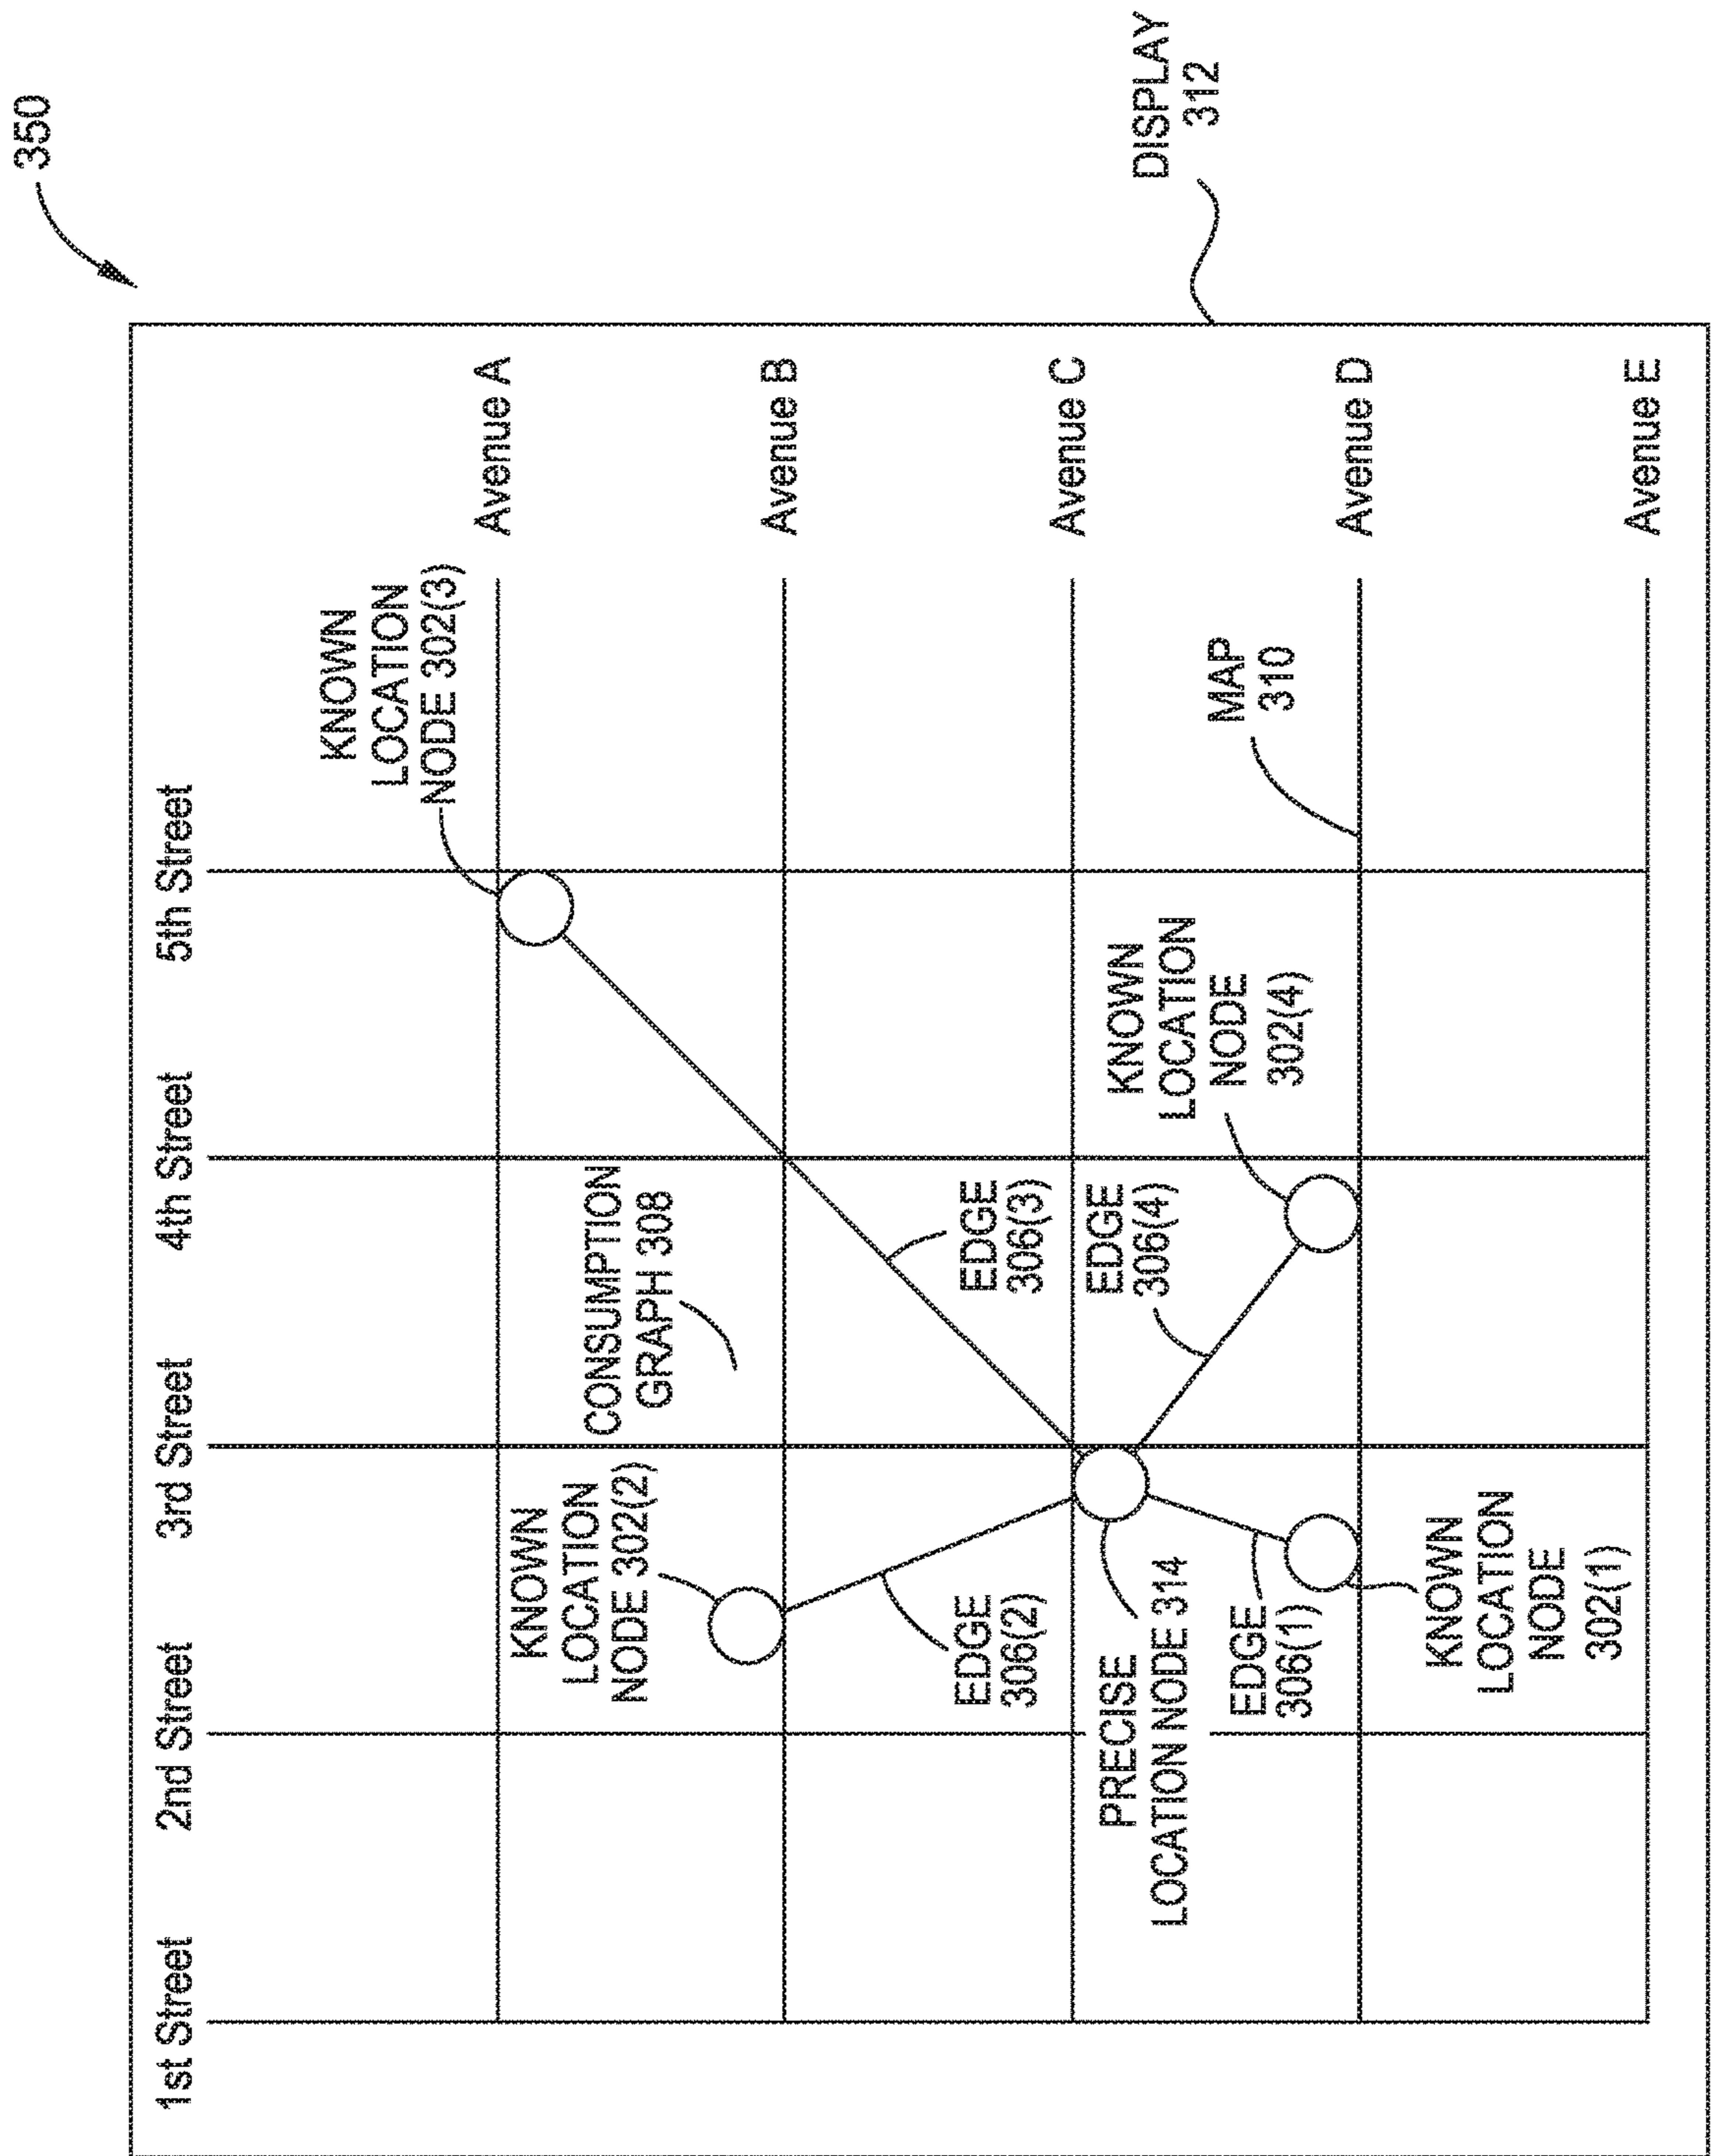 350
DISPLAY
312
1st Street
2nd Street
3rd Street
4th Street
5th Street
Avenue A
Avenue B
Avenue C
Avenue D
Avenue E
KNOWN
LOCATION
NODE 302(3)
KNOWN
LOCATION
NODE 302(2)
CONSUMPTION
GRAPH 308
EDGE
306(2)
EDGE
306(3)
EDGE
306(4)
PRECISE
LOCATION NODE 314
EDGE
306(1)
KNOWN
LOCATION
NODE
302(4)
MAP
310
KNOWN
LOCATION
NODE
302(1)